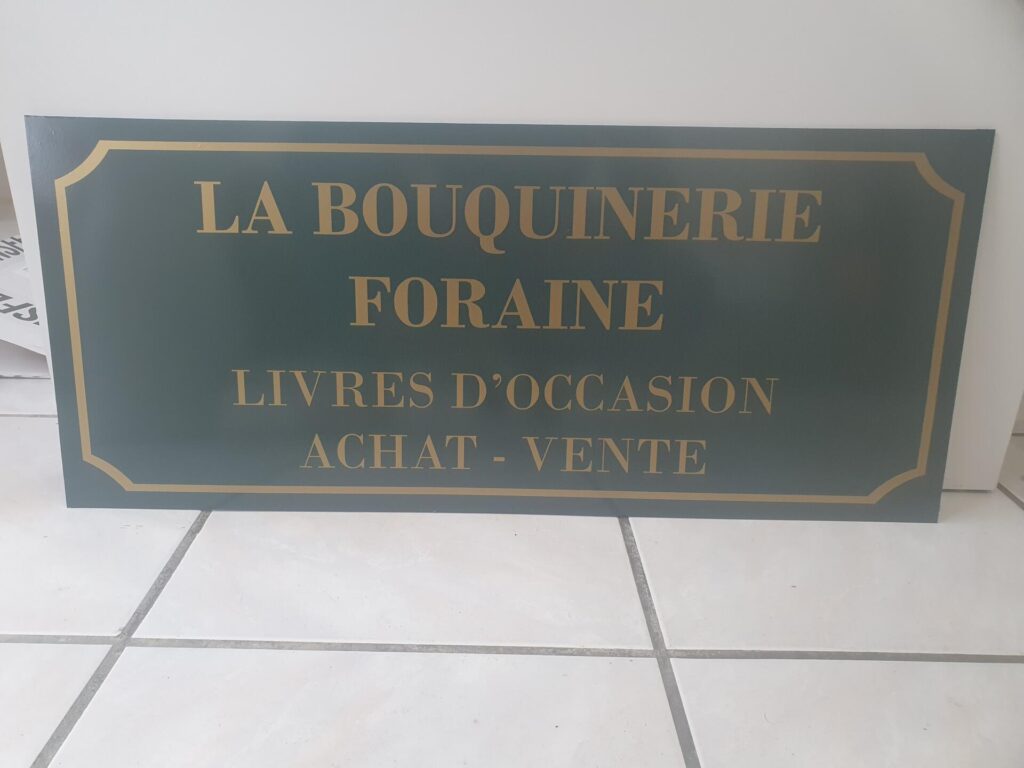 LA BOUQUINERIE
FORAINE
LIVRES D'OCCASION
ACHAT - VENTE